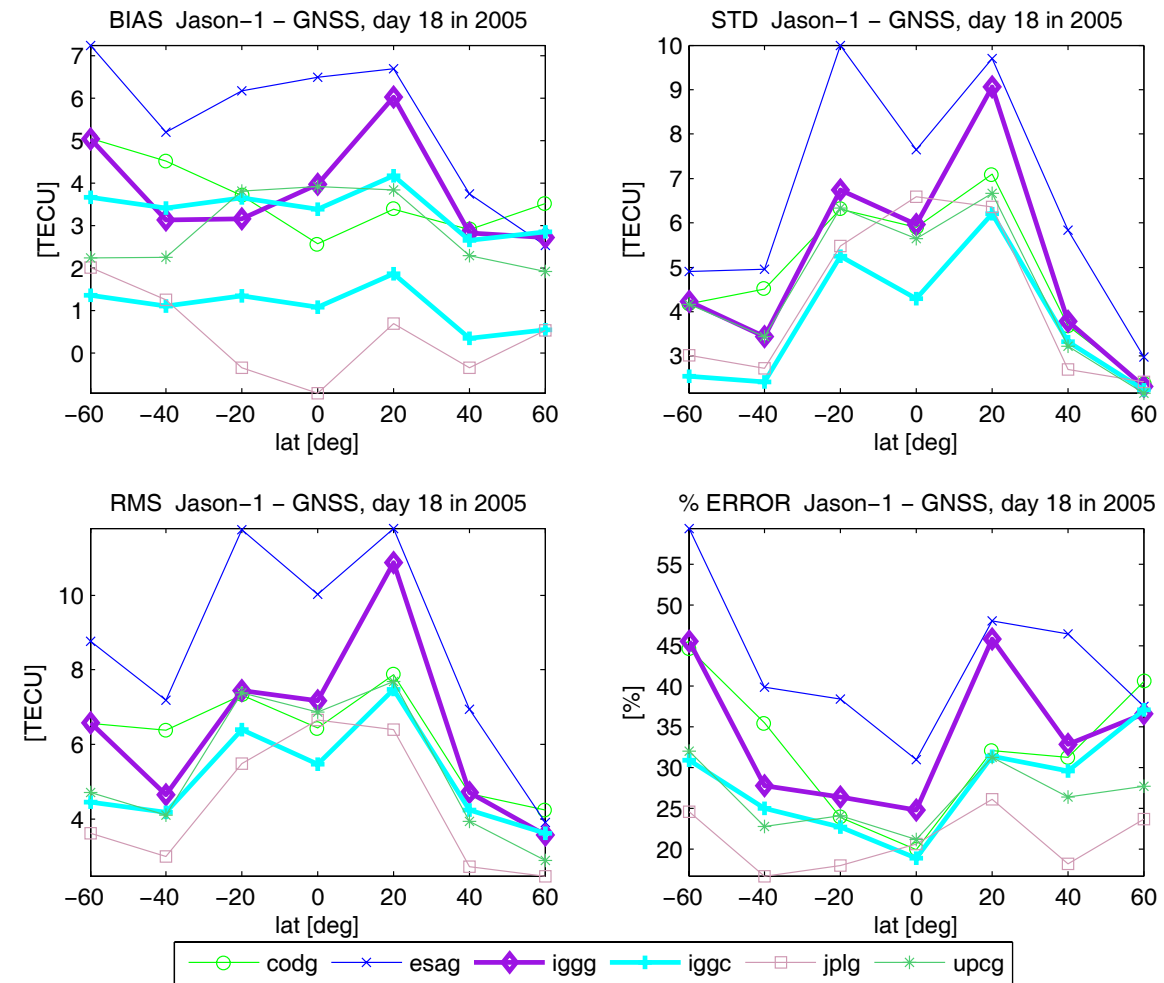 BIAS  Jason−1 − GNSS, day 18 in 2005
7
6
5
4
3
2
1
0
[TECU]
−60 −40 −20 0 20 40 60
lat [deg]
STD  Jason−1 − GNSS, day 18 in 2005
10
9
8
7
6
5
4
3
[TECU]
−60 −40 −20 0 20 40 60
lat [deg]
RMS  Jason−1 − GNSS, day 18 in 2005
10
8
6
4
[TECU]
−60 −40 −20 0 20 40 60
lat [deg]
% ERROR  Jason−1 − GNSS, day 18 in 2005
55
50
45
40
35
30
25
20
[%]
−60 −40 −20 0 20 40 60
lat [deg]
codg esag iggg iggc jplg upcg